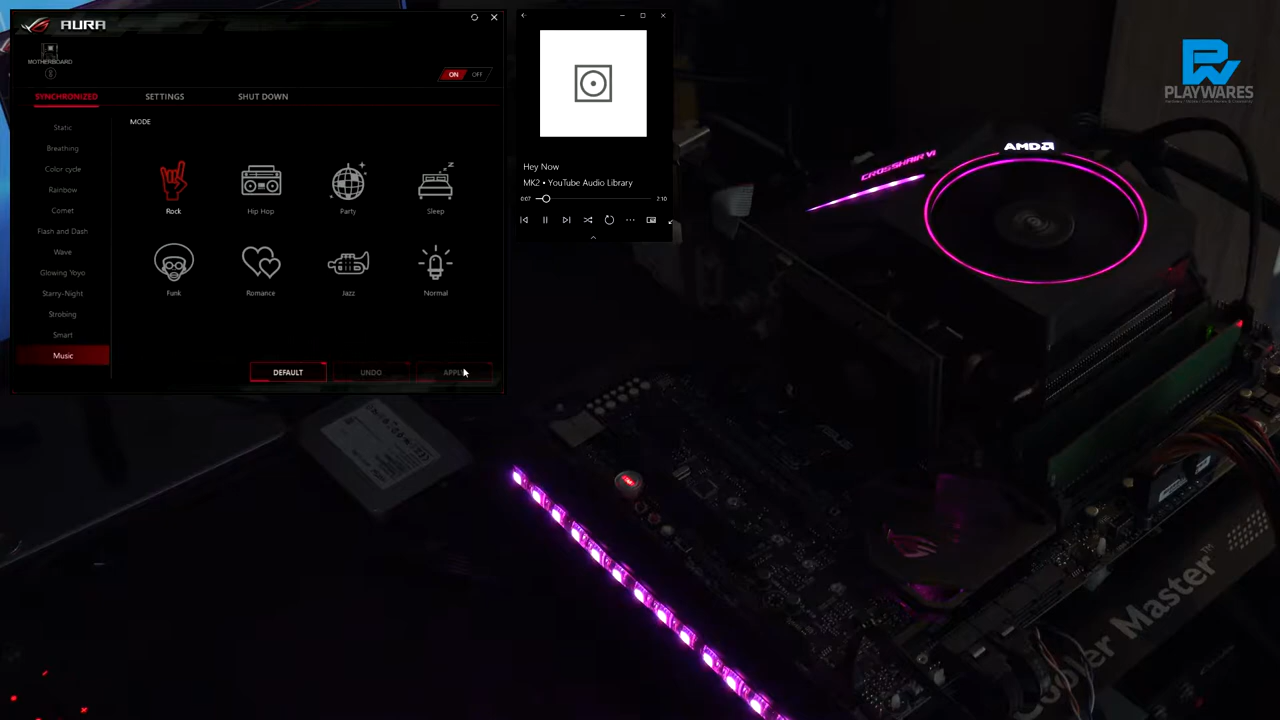 AURA
MOTHERBOARD
ON OFF
SYNCHRONIZED SETTINGS SHUT DOWN
MODE
Static
Breathing
Color cycle
Rainbow
Comet
Flash and Dash
Wave
Glowing Yoyo
Starry-Night
Strobing
Smart
Music
Rock
Hip Hop
Party
Sleep
Funk
Romance
Jazz
Normal
DEFAULT UNDO APPLY
Hey Now
MK2 • YouTube Audio Library
0:07 2:10
PLAYWARES
CROSSHAIR VI
AMD
Cooler Master™